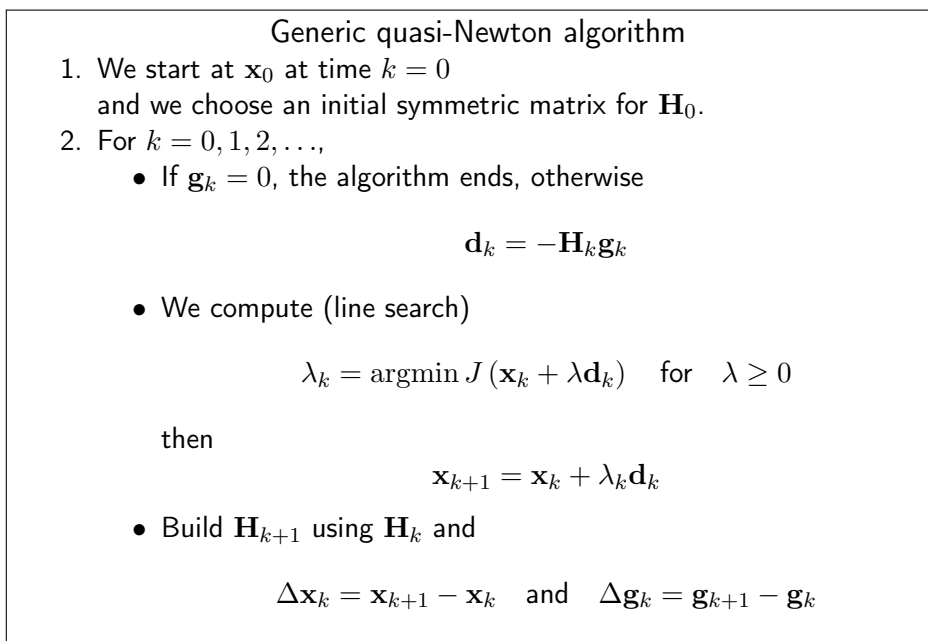 Generic quasi-Newton algorithm
1. We start at x₀ at time k = 0
and we choose an initial symmetric matrix for H₀.
2. For k = 0, 1, 2, …,
• If gₖ = 0, the algorithm ends, otherwise
dₖ = −Hₖgₖ
• We compute (line search)
λₖ = argmin J (xₖ + λdₖ) for λ ≥ 0
then
xₖ₊₁ = xₖ + λₖdₖ
• Build Hₖ₊₁ using Hₖ and
Δxₖ = xₖ₊₁ − xₖ and Δgₖ = gₖ₊₁ − gₖ